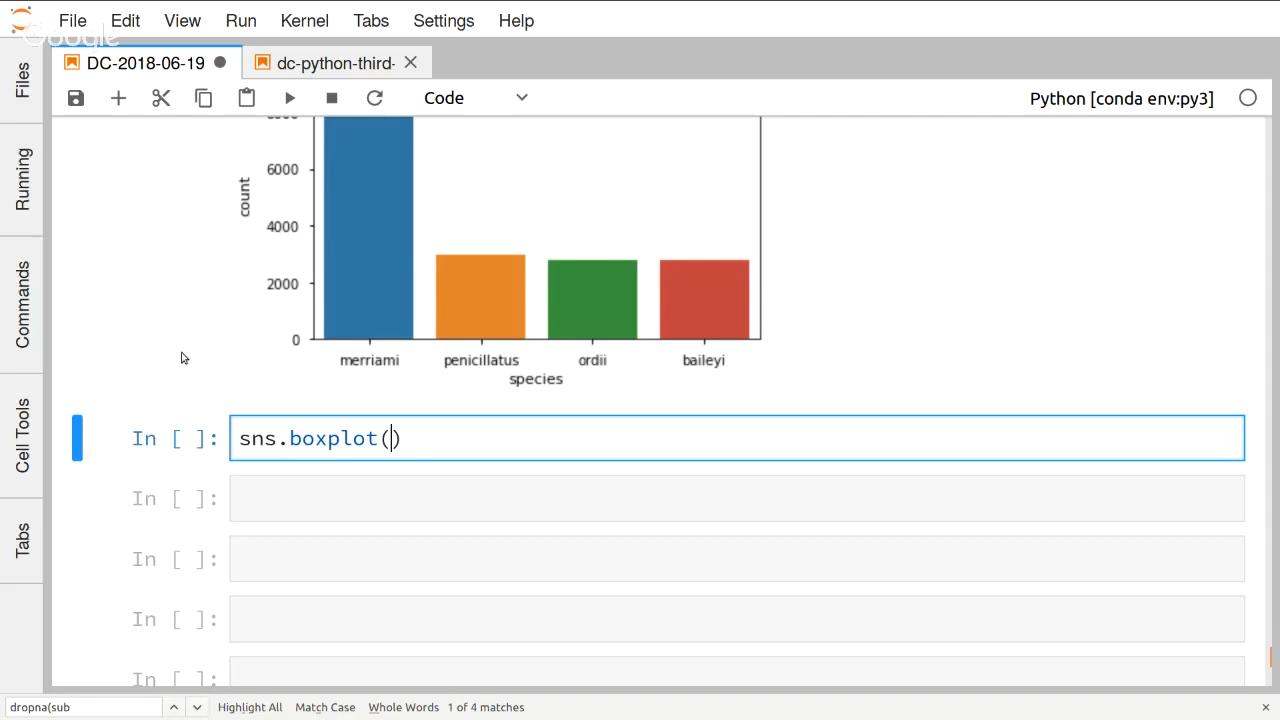 File Edit View Run Kernel Tabs Settings Help
Google
DC-2018-06-19 dc-python-third-
Code Python [conda env:py3]
Files
Running
Commands
Cell Tools
Tabs
6000
4000
2000
0
count
merriami penicillatus ordii baileyi
species
In [ ]: sns.boxplot()
In [ ]:
In [ ]:
In [ ]:
In [ ]:
dropna(sub Highlight All Match Case Whole Words 1 of 4 matches